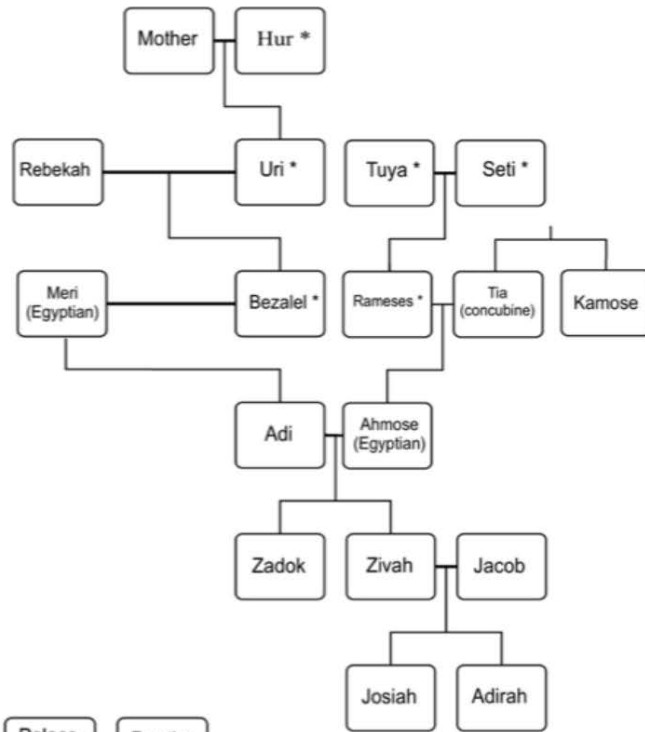 Mother
Hur *
Rebekah
Uri *
Tuya *
Seti *
Meri
(Egyptian)
Bezalel *
Rameses *
Tia
(concubine)
Kamose
Adi
Ahmose
(Egyptian)
Zadok
Zivah
Jacob
Josiah
Adirah